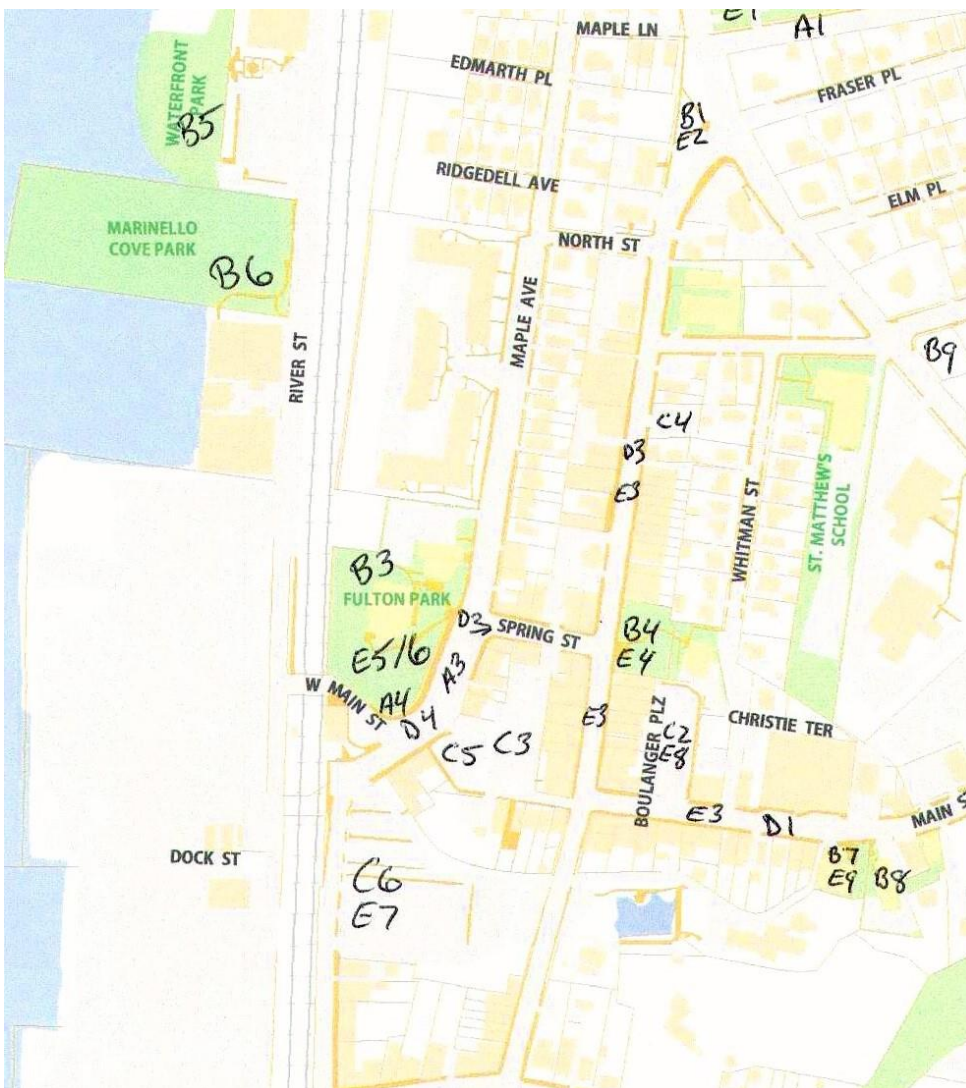 E1
A1
MAPLE LN
EDMARTH PL
FRASER PL
WATERFRONT
PARK
B5
B1
E2
RIDGEDELL AVE
ELM PL
MARINELLO
COVE PARK
NORTH ST
B6
MAPLE AVE
RIVER ST
B9
C4
D3
E3
WHITMAN ST
ST. MATTHEW'S
SCHOOL
B3
FULTON PARK
D2
SPRING ST
B4
E4
E5/6
A3
W MAIN ST
A4
D4
E3
C5
C3
BOULANGER PLZ
C2
E8
CHRISTIE TER
E3
D1
MAIN S
DOCK ST
B7
E9
B8
C6
E7